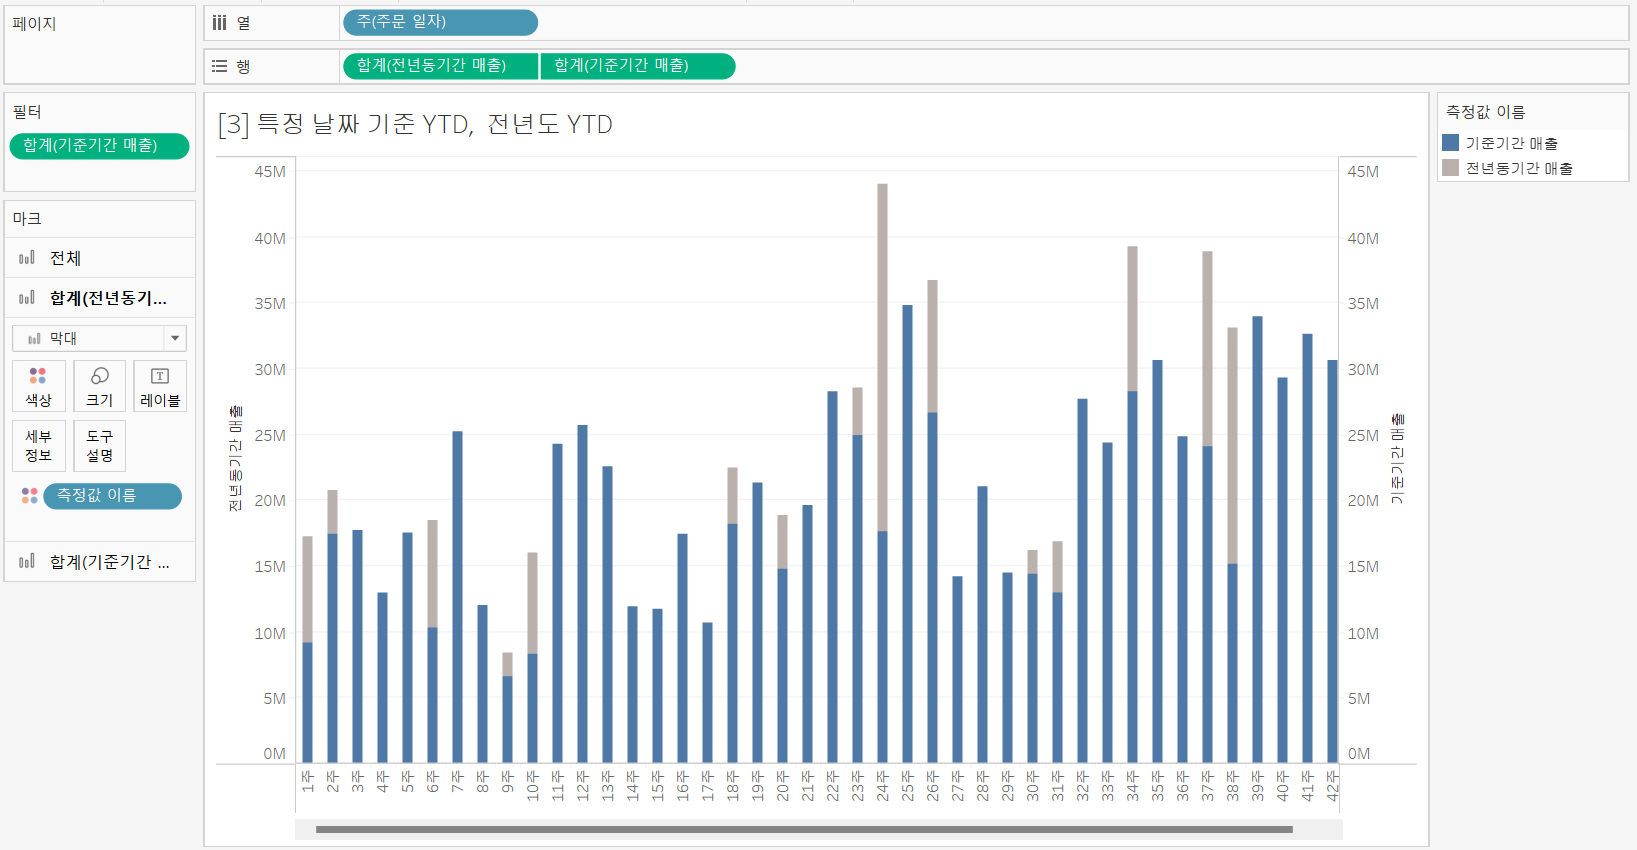 페이지
열
주(주문 일자)
행
합계(전년동기간 매출)
합계(기준기간 매출)
필터
합계(기준기간 매출)
마크
전체
합계(전년동기...
막대
색상
크기
레이블
세부
정보
도구
설명
측정값 이름
합계(기준기간 ...
[3] 특정 날짜 기준 YTD, 전년도 YTD
전년동기간 매출
45M
40M
35M
30M
25M
20M
15M
10M
5M
0M
1주
2주
3주
4주
5주
6주
7주
8주
9주
10주
11주
12주
13주
14주
15주
16주
17주
18주
19주
20주
21주
22주
23주
24주
25주
26주
27주
28주
29주
30주
31주
32주
33주
34주
35주
36주
37주
38주
39주
40주
41주
42주
45M
40M
35M
30M
25M
20M
15M
10M
5M
0M
기준기간 매출
측정값 이름
기준기간 매출
전년동기간 매출